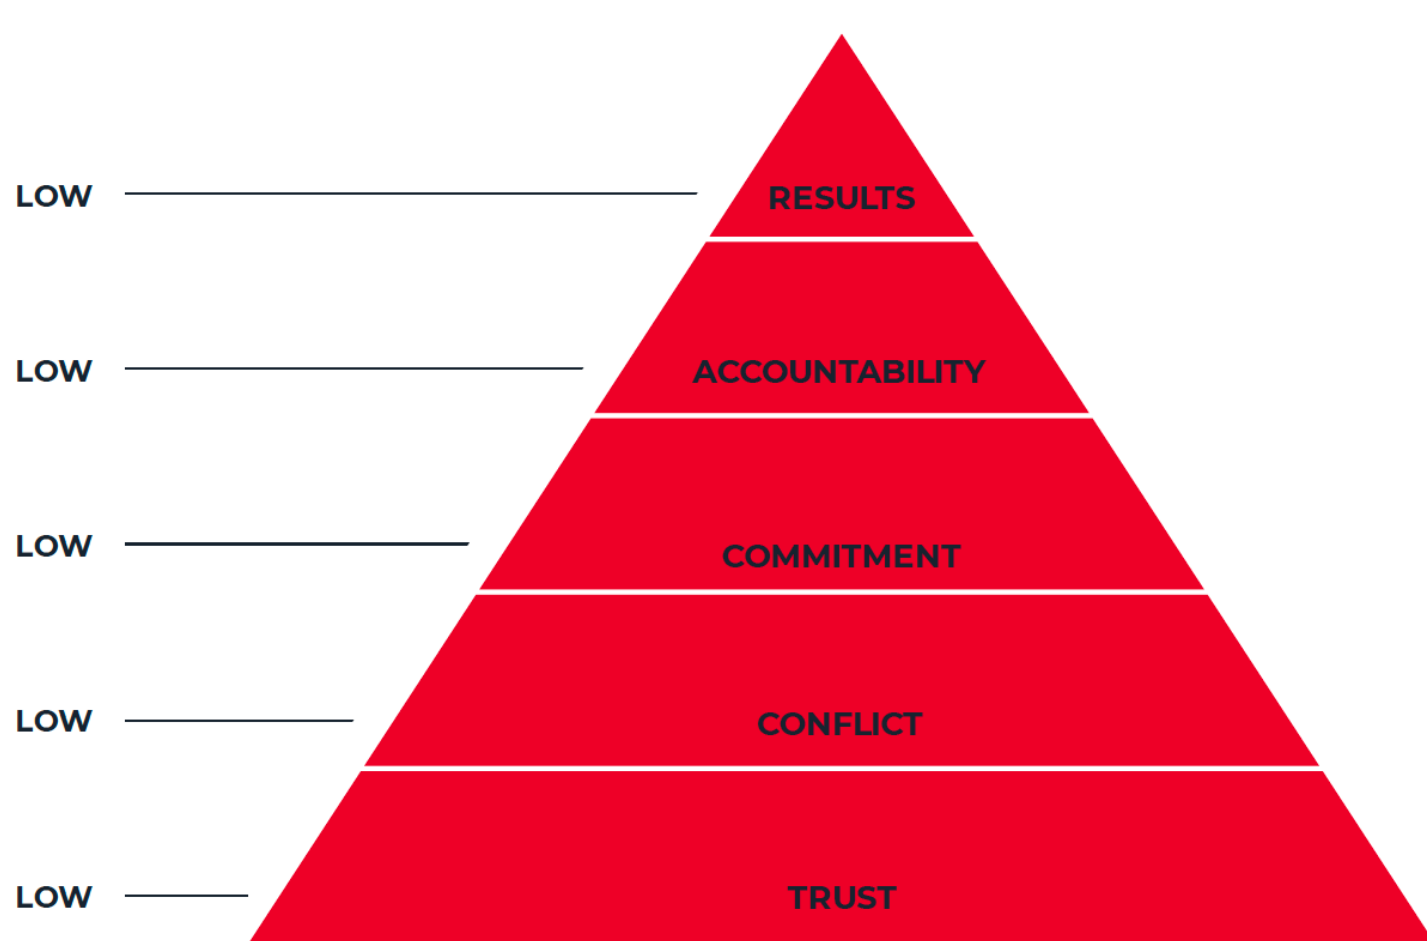 LOW RESULTS
LOW ACCOUNTABILITY
LOW COMMITMENT
LOW CONFLICT
LOW TRUST